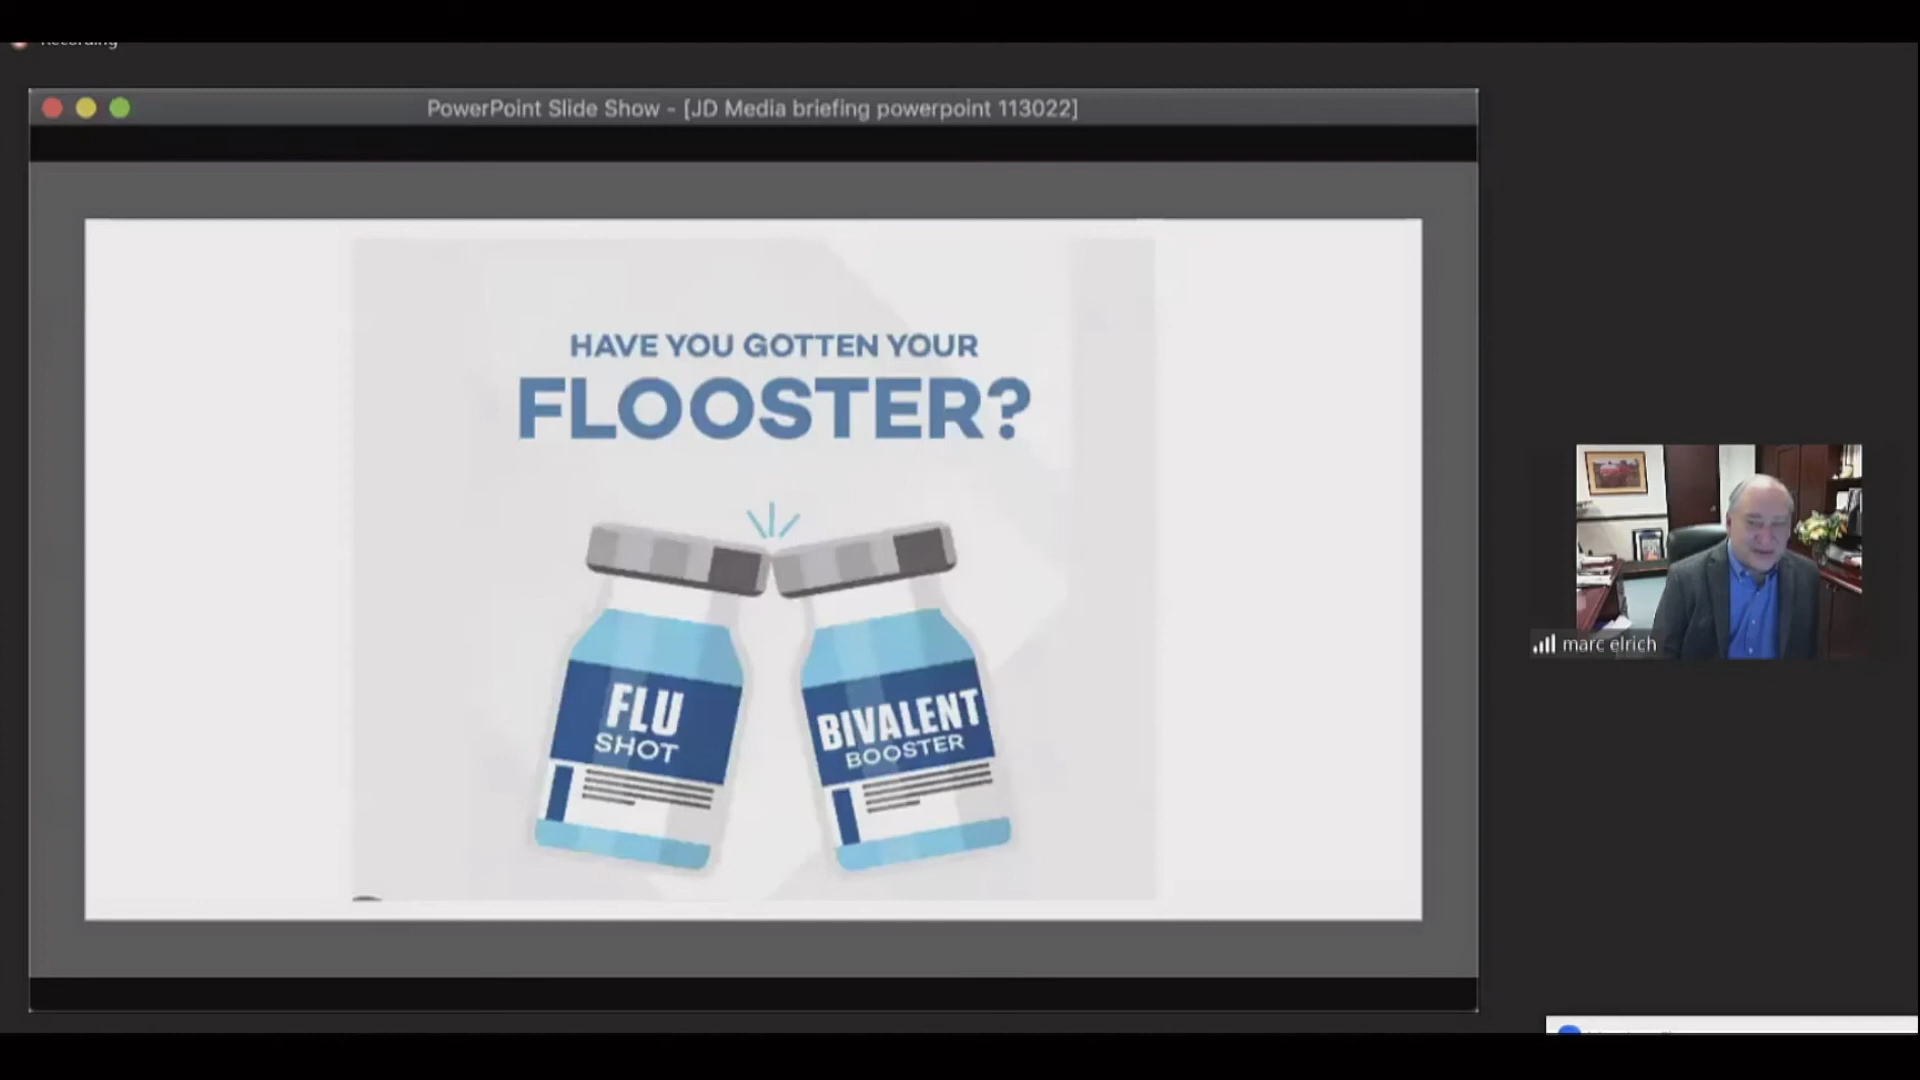 Recording
PowerPoint Slide Show - [JD Media briefing powerpoint 113022]
HAVE YOU GOTTEN YOUR
FLOOSTER?
FLU
SHOT
BIVALENT
BOOSTER
marc elrich